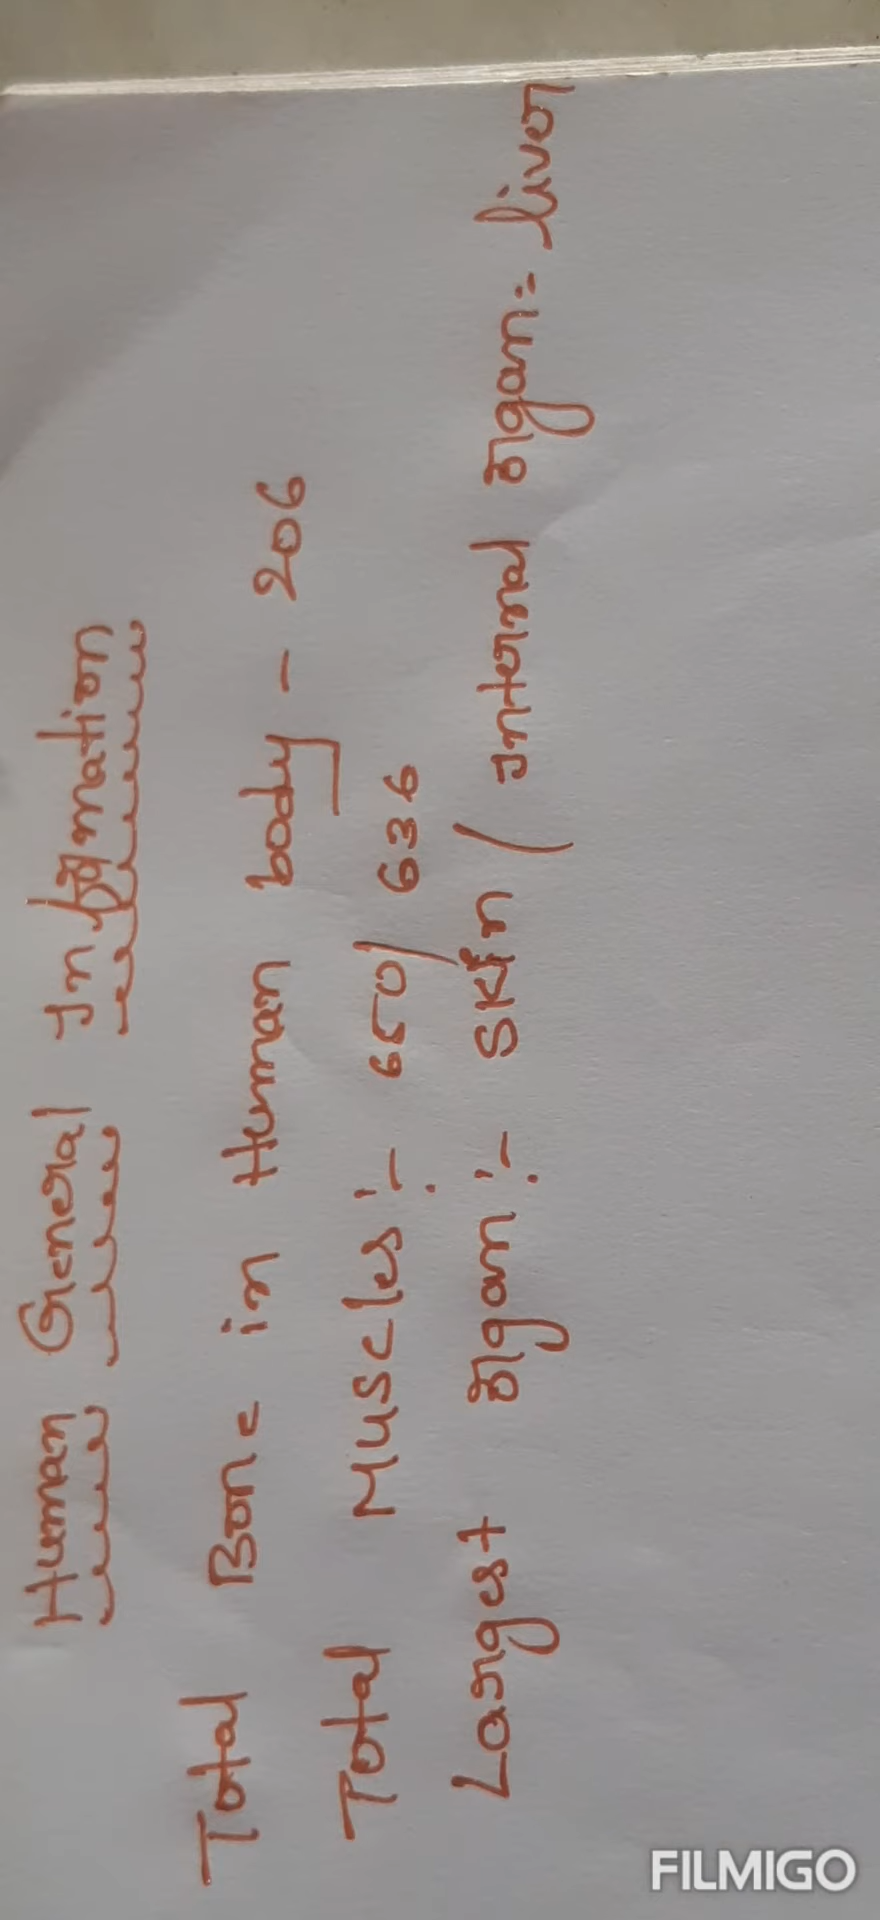 Human General Information
Total Bone in Human body - 206
Total Muscles :- 650/636
Largest organ :- Skin / Internal organ = liver
FILMIGO